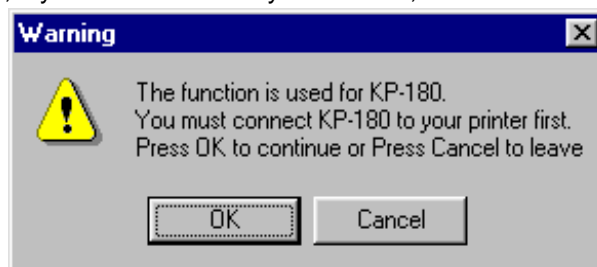 Warning
The function is used for KP-180.
You must connect KP-180 to your printer first.
Press OK to continue or Press Cancel to leave
OK Cancel